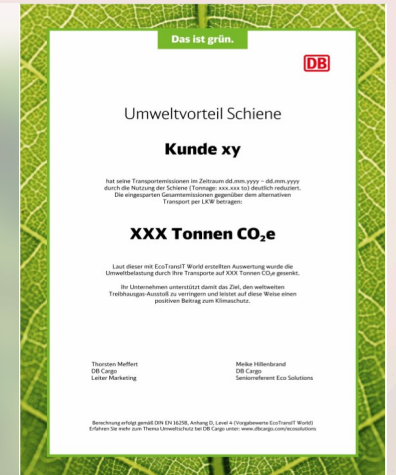 Das ist grün.
DB
Umweltvorteil Schiene
Kunde xy
hat seine Transportemissionen im Zeitraum dd.mm.yyyy – dd.mm.yyyy
durch die Nutzung der Schiene (Tonnage: xxx.xxx to) deutlich reduziert.
Die eingesparten Gesamtemissionen gegenüber dem alternativen
Transport per LKW betragen:
XXX Tonnen CO₂e
Laut dieser mit EcoTransIT World erstellten Auswertung wurde die
Umweltbelastung durch Ihre Transporte auf XXX Tonnen CO₂e gesenkt.
Ihr Unternehmen unterstützt damit das Ziel, den weltweiten
Treibhausgas-Ausstoß zu verringern und leistet auf diese Weise einen
positiven Beitrag zum Klimaschutz.
Thorsten Meffert
DB Cargo
Leiter Marketing
Meike Hillenbrand
DB Cargo
Seniorreferent Eco Solutions
Berechnung erfolgt gemäß DIN EN 16258, Anhang D, Level 4 (Vorgabewerte EcoTransIT World)
Erfahren Sie mehr zum Thema Umweltschutz bei DB Cargo unter: www.dbcargo.com/ecosolutions